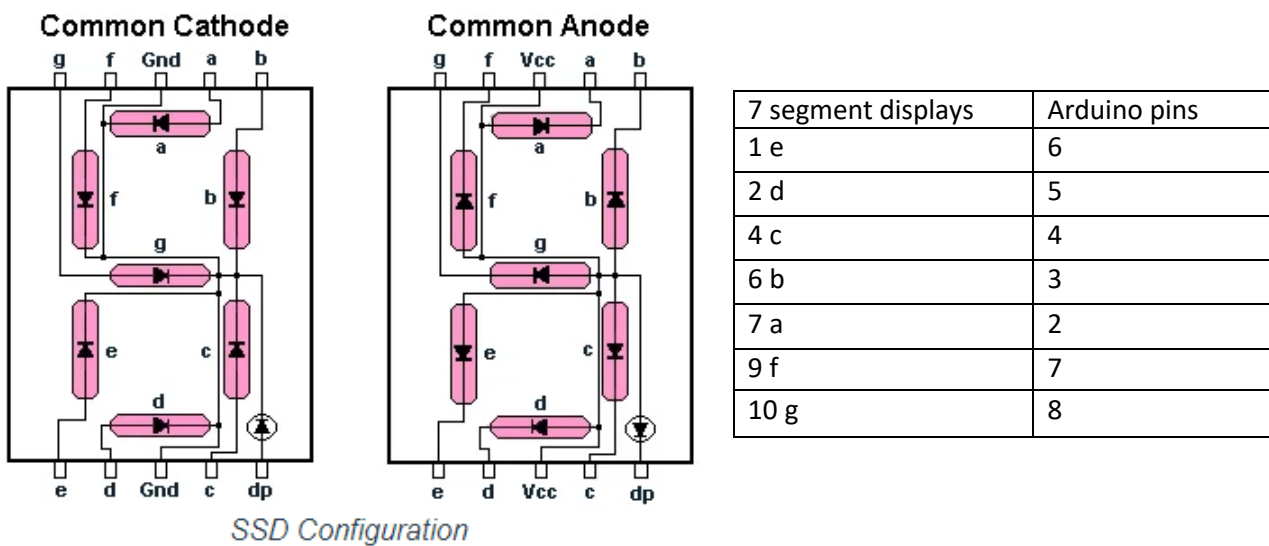 Common Cathode
g f Gnd a b
a
f b
g
e c
d
e d Gnd c dp
Common Anode
g f Vcc a b
a
f b
g
e c
d
e d Vcc c dp
SSD Configuration
7 segment displays Arduino pins
1 e 6
2 d 5
4 c 4
6 b 3
7 a 2
9 f 7
10 g 8